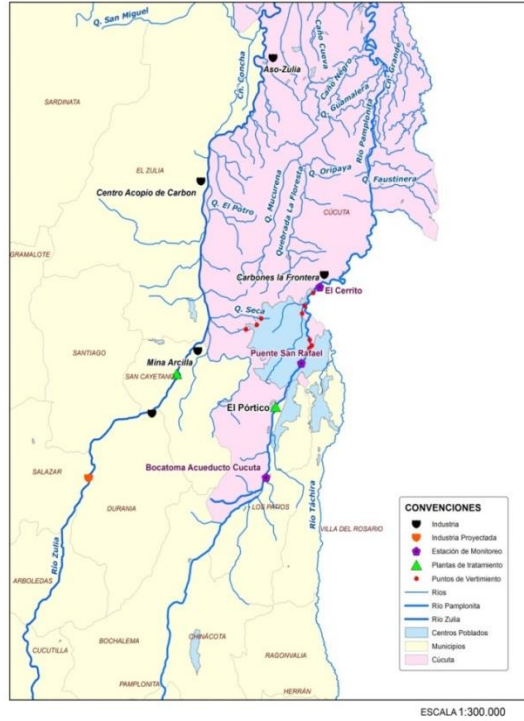 Q. San Miguel
Cñ. Concha
Aso-Zulia
Caño Cueva
Caño Negro
Q. Guamalera
Río Pamplonita
Cñ. Grande
SARDINATA
EL ZULIA
Centro Acopio de Carbon
Q. El Potro
Q. Mucurena
Quebrada La Floresta
Q. Oripaya
Q. Faustinera
CÚCUTA
GRAMALOTE
Carbones la Frontera
El Cerrito
Q. Seca
SANTIAGO
Mina Arcilla
Puente San Rafael
SAN CAYETANO
El Pórtico
SALAZAR
Bocatoma Acueducto Cucuta
DURANIA
LOS PATIOS
Río Táchira
VILLA DEL ROSARIO
Río Zulia
ARBOLEDAS
CUCUTILLA
BOCHALEMA
CHINÁCOTA
RAGONVALIA
PAMPLONITA
HERRÁN
CONVENCIONES
Industria
Industria Proyectada
Estación de Monitoreo
Plantas de tratamiento
Puntos de Vertimiento
Ríos
Río Pamplonita
Río Zulia
Centros Poblados
Municipios
Cúcuta
ESCALA 1:300.000